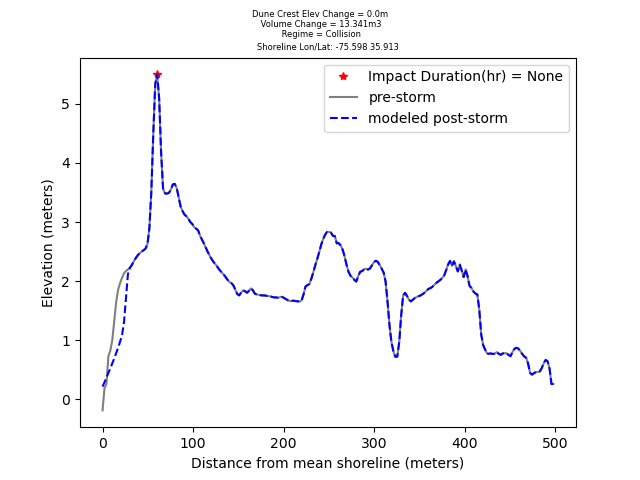 Dune Crest Elev Change = 0.0m
Volume Change = 13.341m3
Regime = Collision
Shoreline Lon/Lat: -75.598 35.913
Impact Duration(hr) = None
pre-storm
modeled post-storm
Elevation (meters)
5
4
3
2
1
0
0 100 200 300 400 500
Distance from mean shoreline (meters)